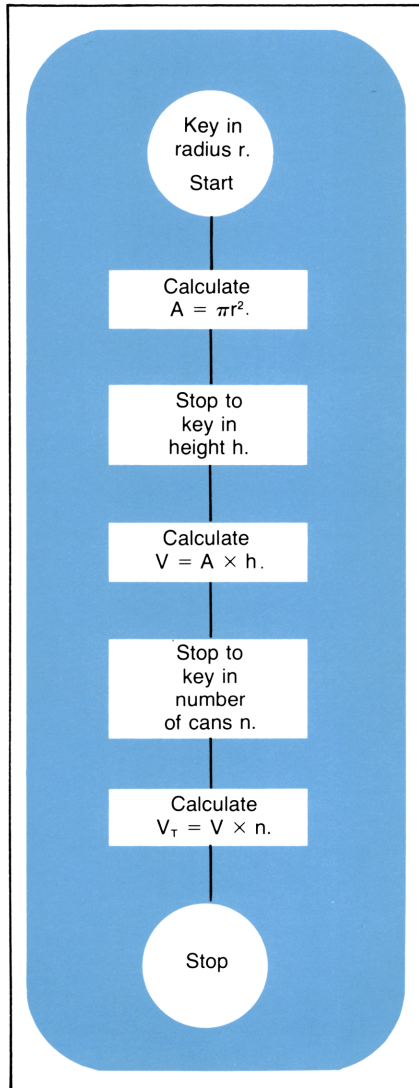 Key in
radius r.
Start
Calculate
A = πr².
Stop to
key in
height h.
Calculate
V = A × h.
Stop to
key in
number
of cans n.
Calculate
V_T = V × n.
Stop